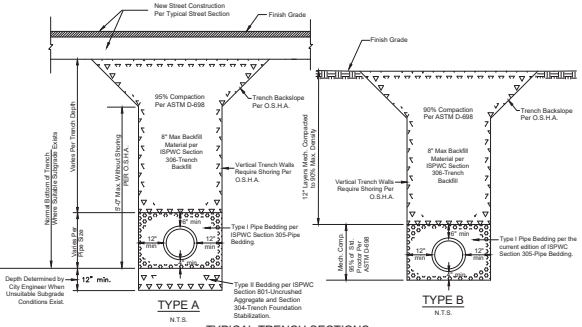 New Street Construction
Per Typical Street Section
Finish Grade
95% Compaction
Per ASTM D-698
Trench Backslope
Per O.S.H.A.
8" Max Backfill
Material per
ISPWC Section
306-Trench
Backfill
Vertical Trench Walls
Require Shoring Per
O.S.H.A.
Normal Bottom of Trench
Where Suitable Subgrade Exists
Varies Per Trench Depth
5'-0" Max. Without Shoring
PER O.S.H.A.
Varies Per
Pipe Size
6" min
12"
min
12"
min
min
Type I Pipe Bedding per
ISPWC Section 305-Pipe
Bedding.
Depth Determined by
City Engineer When
Unsuitable Subgrade
Conditions Exist.
12" min.
Type II Bedding per ISPWC
Section 801-Uncrushed
Aggregate and Section
304-Trench Foundation
Stabilization.
TYPE A
N.T.S.
Finish Grade
90% Compaction
Per ASTM D-698
Trench Backslope
Per O.S.H.A.
8" Max Backfill
Material per
ISPWC Section
306-Trench
Backfill
12" Layers Mech. Compacted
to 90% Max. Density
Vertical Trench Walls
Require Shoring Per
O.S.H.A.
Mech. Comp.
95% of Std.
Proctor Per
ASTM D698
6" min
12"
min
12"
min
min
Type I Pipe Bedding per the
current edition of ISPWC
Section 305-Pipe Bedding.
TYPE B
N.T.S.
TYPICAL TRENCH SECTIONS